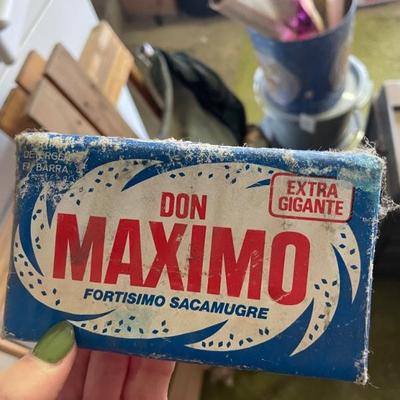 DETERGENTE
EN BARRA
EXTRA
GIGANTE
DON
MAXIMO
FORTISIMO SACAMUGRE